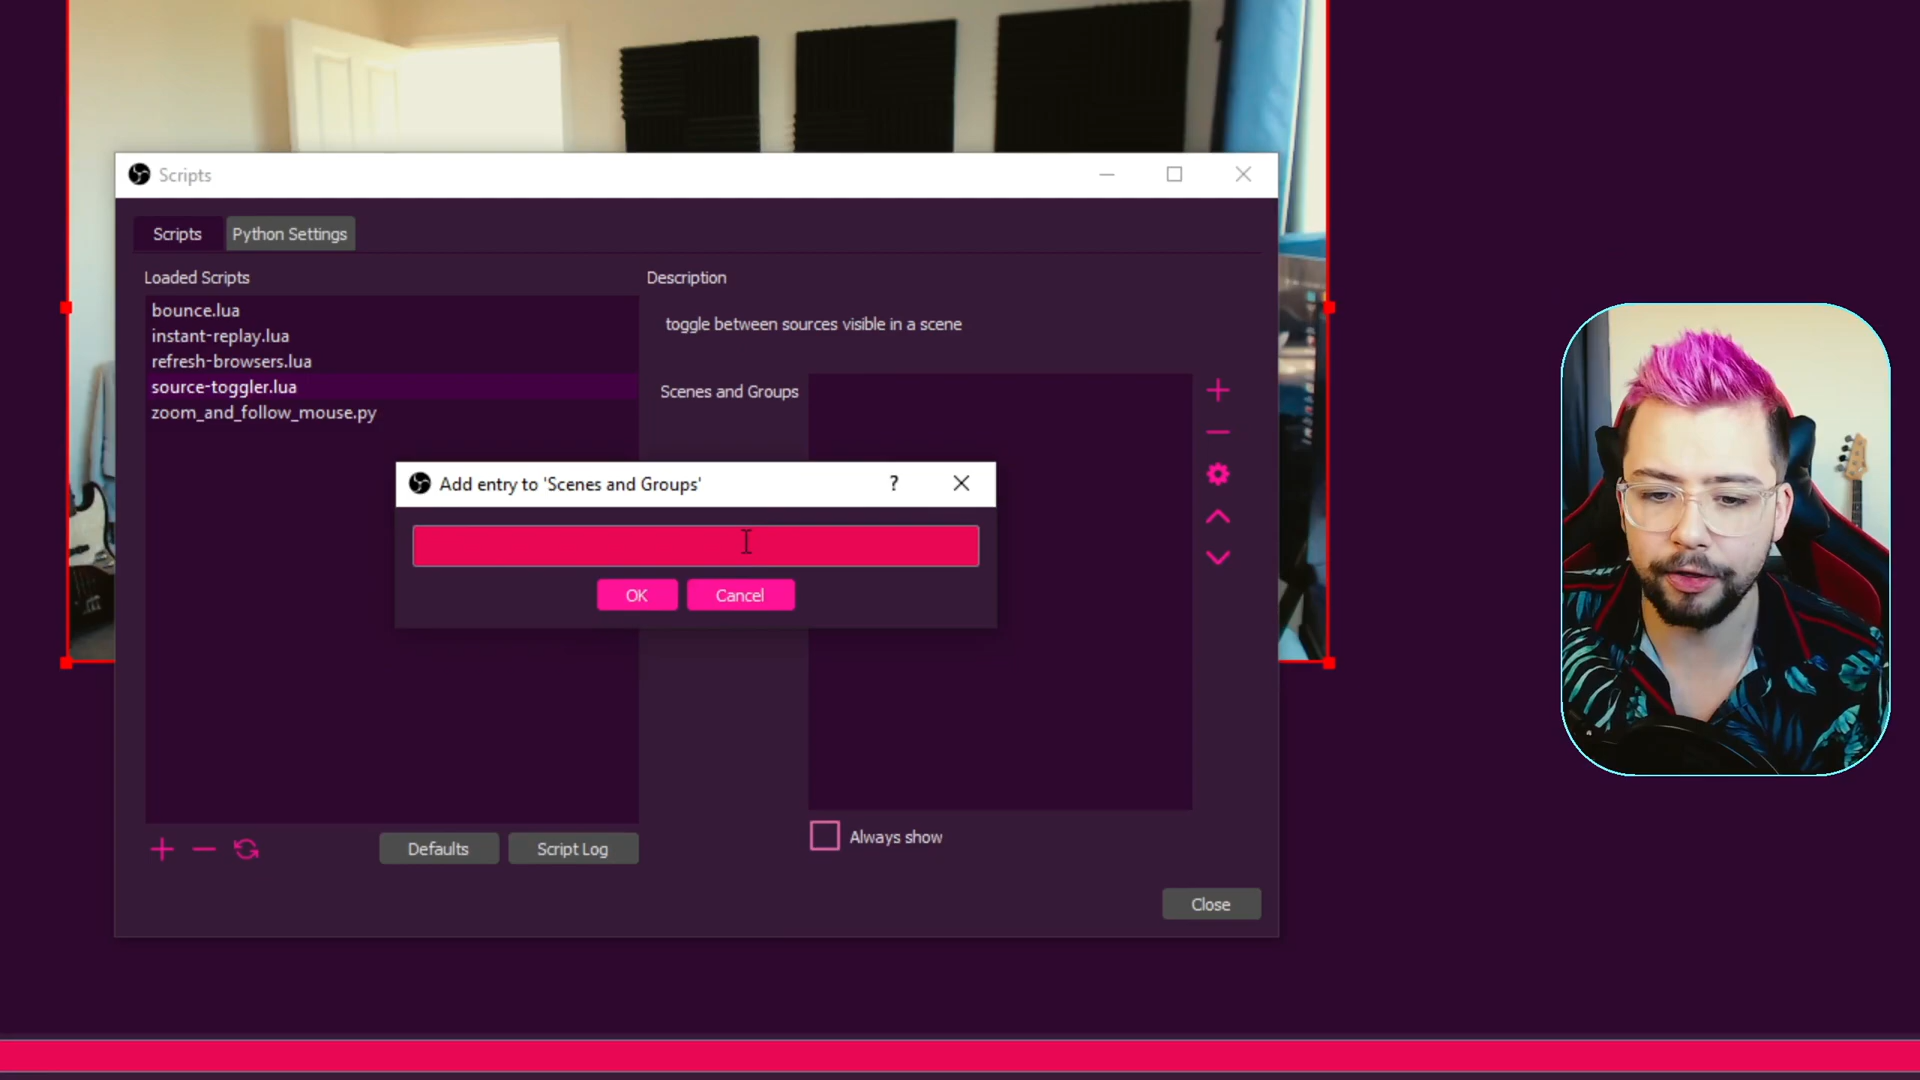 Scripts
Scripts
Python Settings
Loaded Scripts
Description
bounce.lua
instant-replay.lua
refresh-browsers.lua
source-toggler.lua
zoom_and_follow_mouse.py
toggle between sources visible in a scene
Scenes and Groups
Add entry to 'Scenes and Groups'
?
OK
Cancel
Always show
Defaults
Script Log
Close